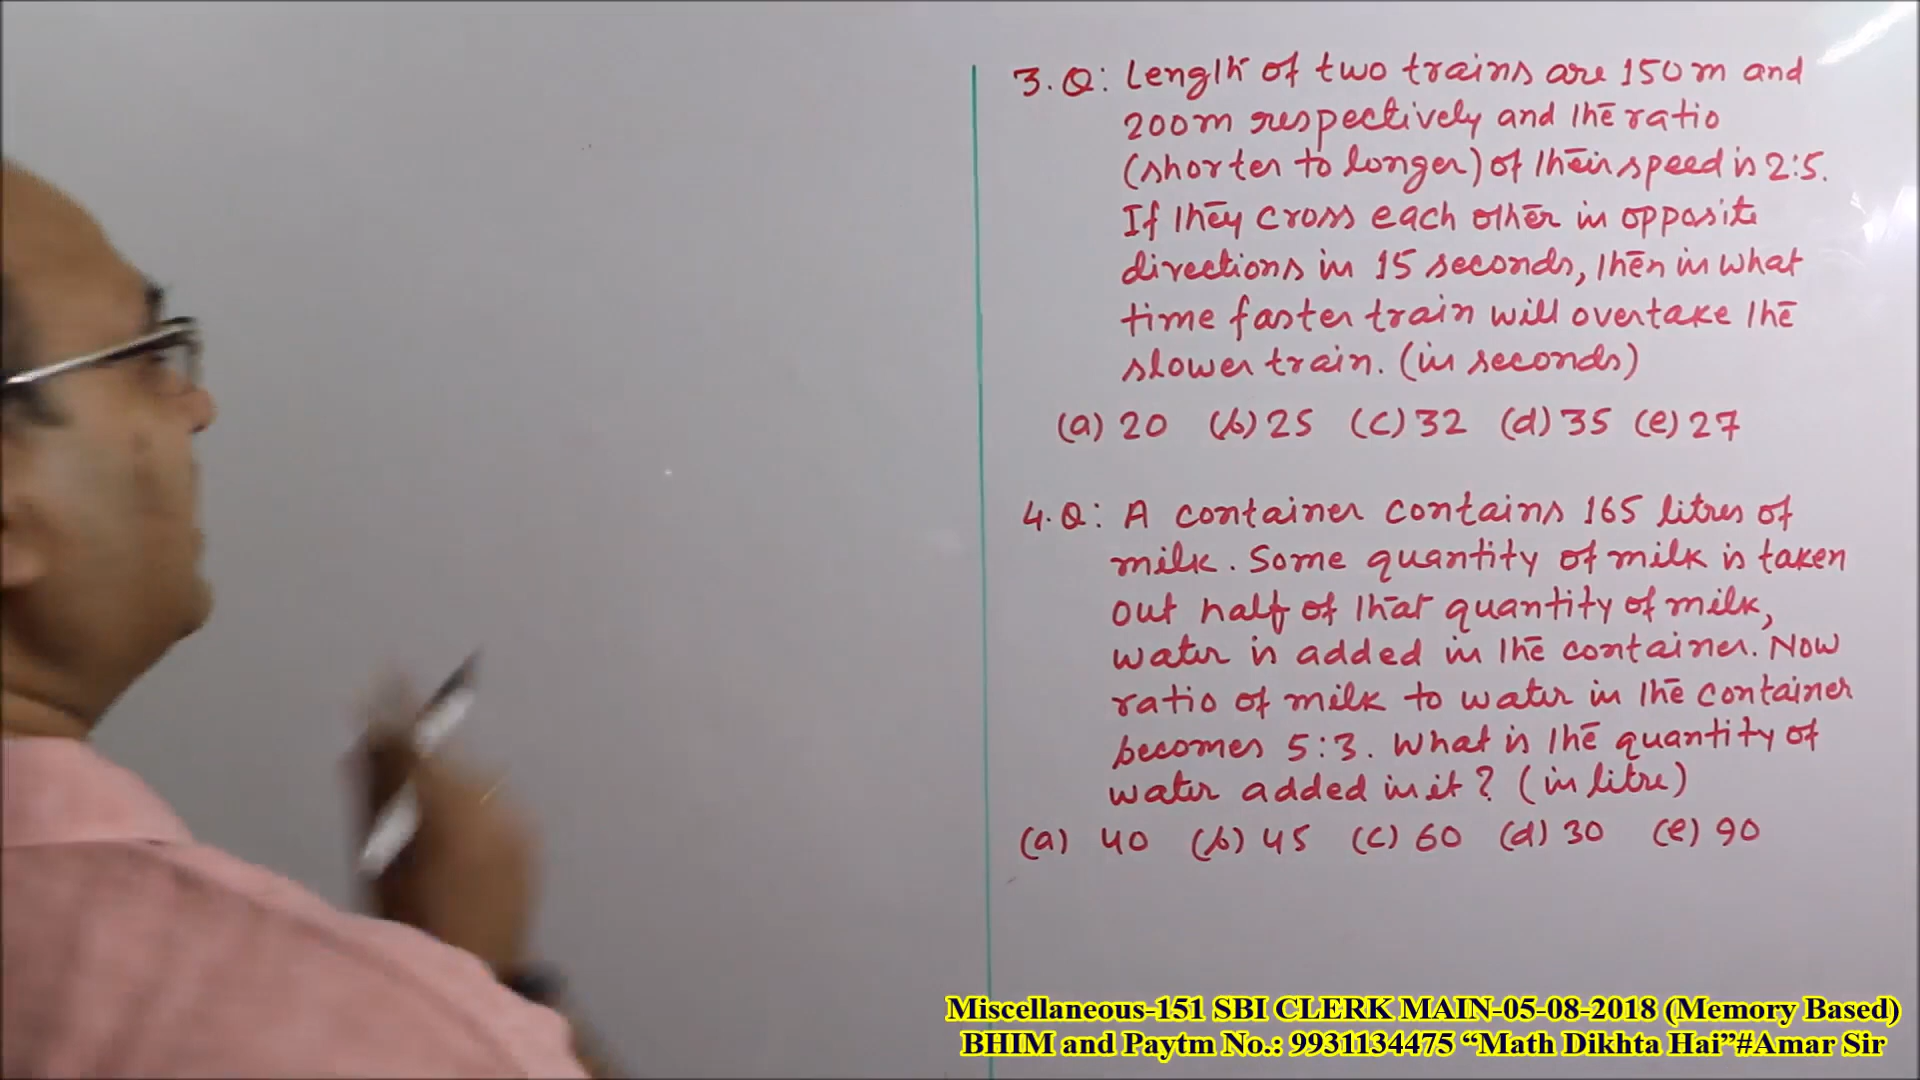 3. Q: Length of two trains are 150m and
200m respectively and the ratio
(shorter to longer) of their speed is 2:5.
If they cross each other in opposite
directions in 15 seconds, then in what
time faster train will overtake the
slower train. (in seconds)
(a) 20 (b) 25 (c) 32 (d) 35 (e) 27
4. Q: A container contains 165 litres of
milk. Some quantity of milk is taken
out half of that quantity of milk,
water is added in the container. Now
ratio of milk to water in the container
becomes 5:3. What is the quantity of
water added in it? (in litre)
(a) 40 (b) 45 (c) 60 (d) 30 (e) 90
Miscellaneous-151 SBI CLERK MAIN-05-08-2018 (Memory Based)
BHIM and Paytm No.: 9931134475 “Math Dikhta Hai”#Amar Sir